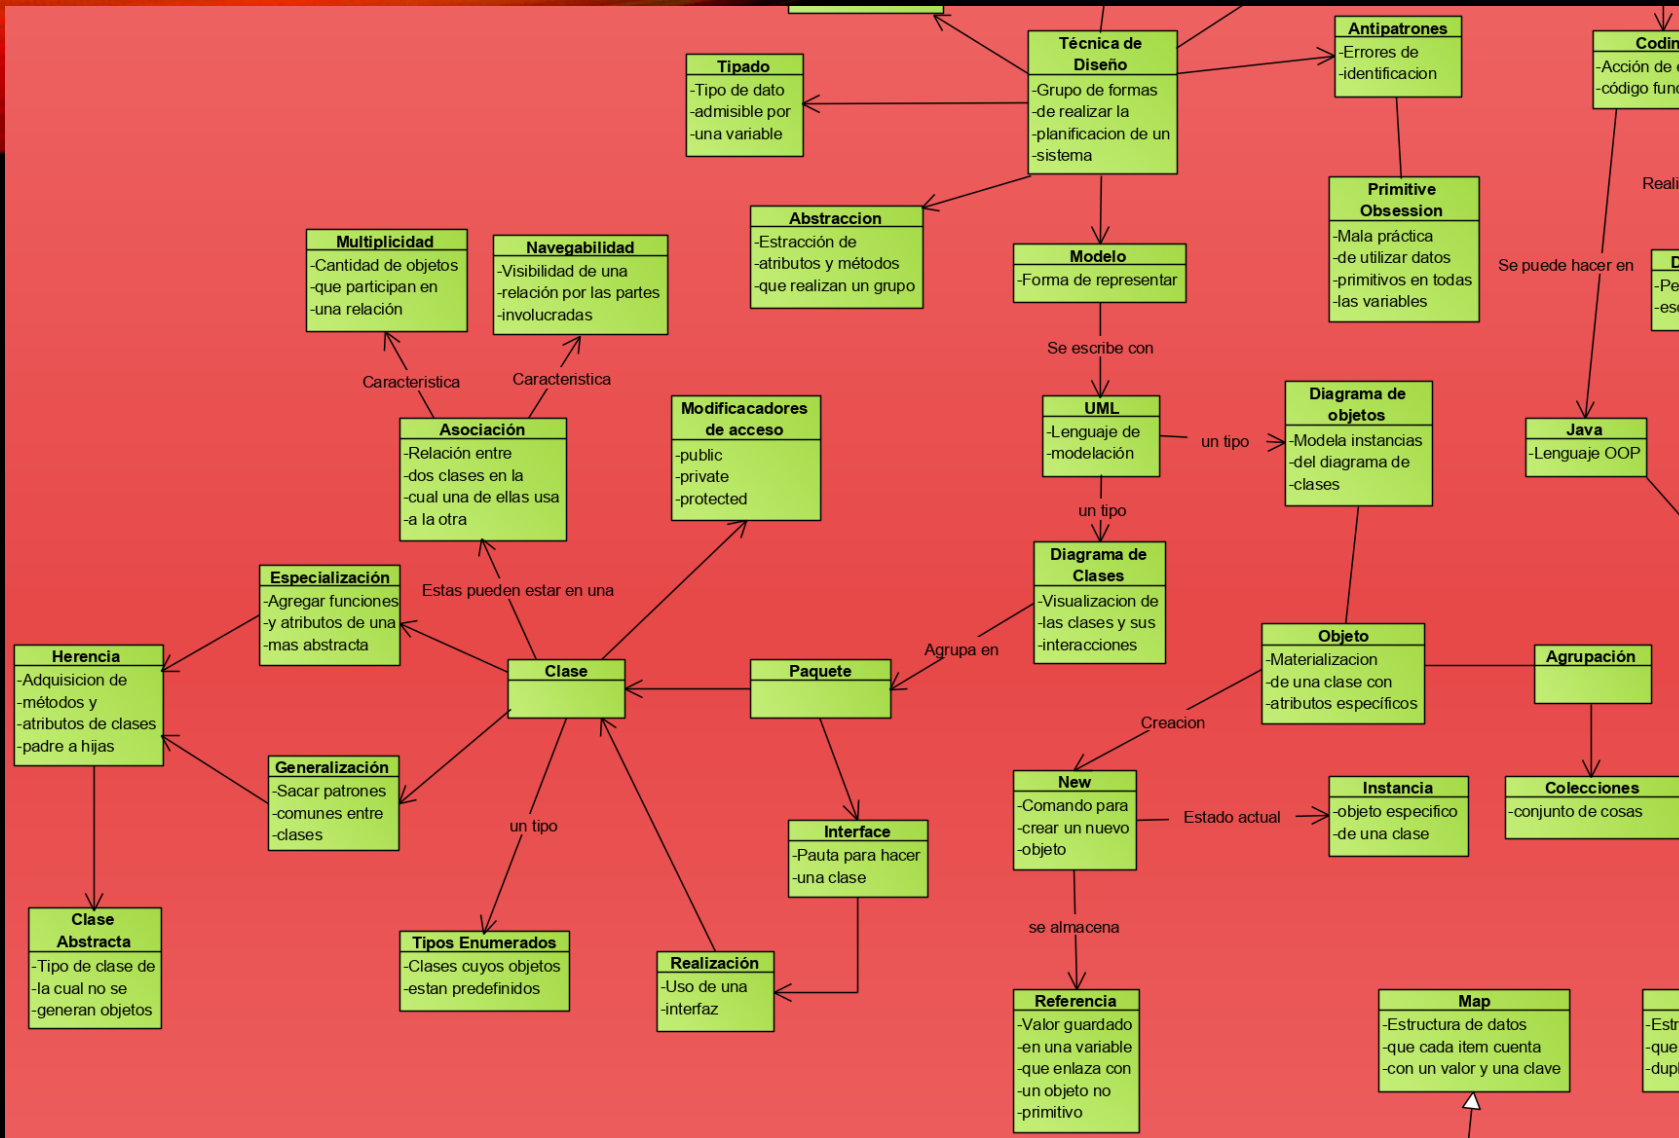 Técnica de
Diseño
-Grupo de formas
-de realizar la
-planificacion de un
-sistema
Antipatrones
-Errores de
-identificacion
-Acción de
-código
Tipado
-Tipo de dato
-admisible por
-una variable
Primitive
Obsession
-Mala práctica
-de utilizar datos
-primitivos en todas
-las variables
Abstraccion
-Estracción de
-atributos y métodos
-que realizan un grupo
Multiplicidad
-Cantidad de objetos
-que participan en
-una relación
Navegabilidad
-Visibilidad de una
-relación por las partes
-involucradas
Modelo
-Forma de representar
Se puede hacer en
Se escribe con
Caracteristica
Caracteristica
Modificacadores
de acceso
-public
-private
-protected
UML
-Lenguaje de
-modelación
un tipo
Diagrama de
objetos
-Modela instancias
-del diagrama de
-clases
Java
-Lenguaje OOP
Asociación
-Relación entre
-dos clases en la
-cual una de ellas usa
-a la otra
un tipo
Diagrama de
Clases
-Visualizacion de
-las clases y sus
-interacciones
Especialización
-Agregar funciones
-y atributos de una
-mas abstracta
Estas pueden estar en una
Herencia
-Adquisicion de
-métodos y
-atributos de clases
-padre a hijas
Clase
Paquete
Agrupa en
Objeto
-Materializacion
-de una clase con
-atributos específicos
Agrupación
Creacion
Generalización
-Sacar patrones
-comunes entre
-clases
un tipo
New
-Comando para
-crear un nuevo
-objeto
Estado actual
Instancia
-objeto especifico
-de una clase
Colecciones
-conjunto de cosas
Interface
-Pauta para hacer
-una clase
Clase
Abstracta
-Tipo de clase de
-la cual no se
-generan objetos
Tipos Enumerados
-Clases cuyos objetos
-estan predefinidos
Realización
-Uso de una
-interfaz
se almacena
Referencia
-Valor guardado
-en una variable
-que enlaza con
-un objeto no
-primitivo
Map
-Estructura de datos
-que cada item cuenta
-con un valor y una clave
-que